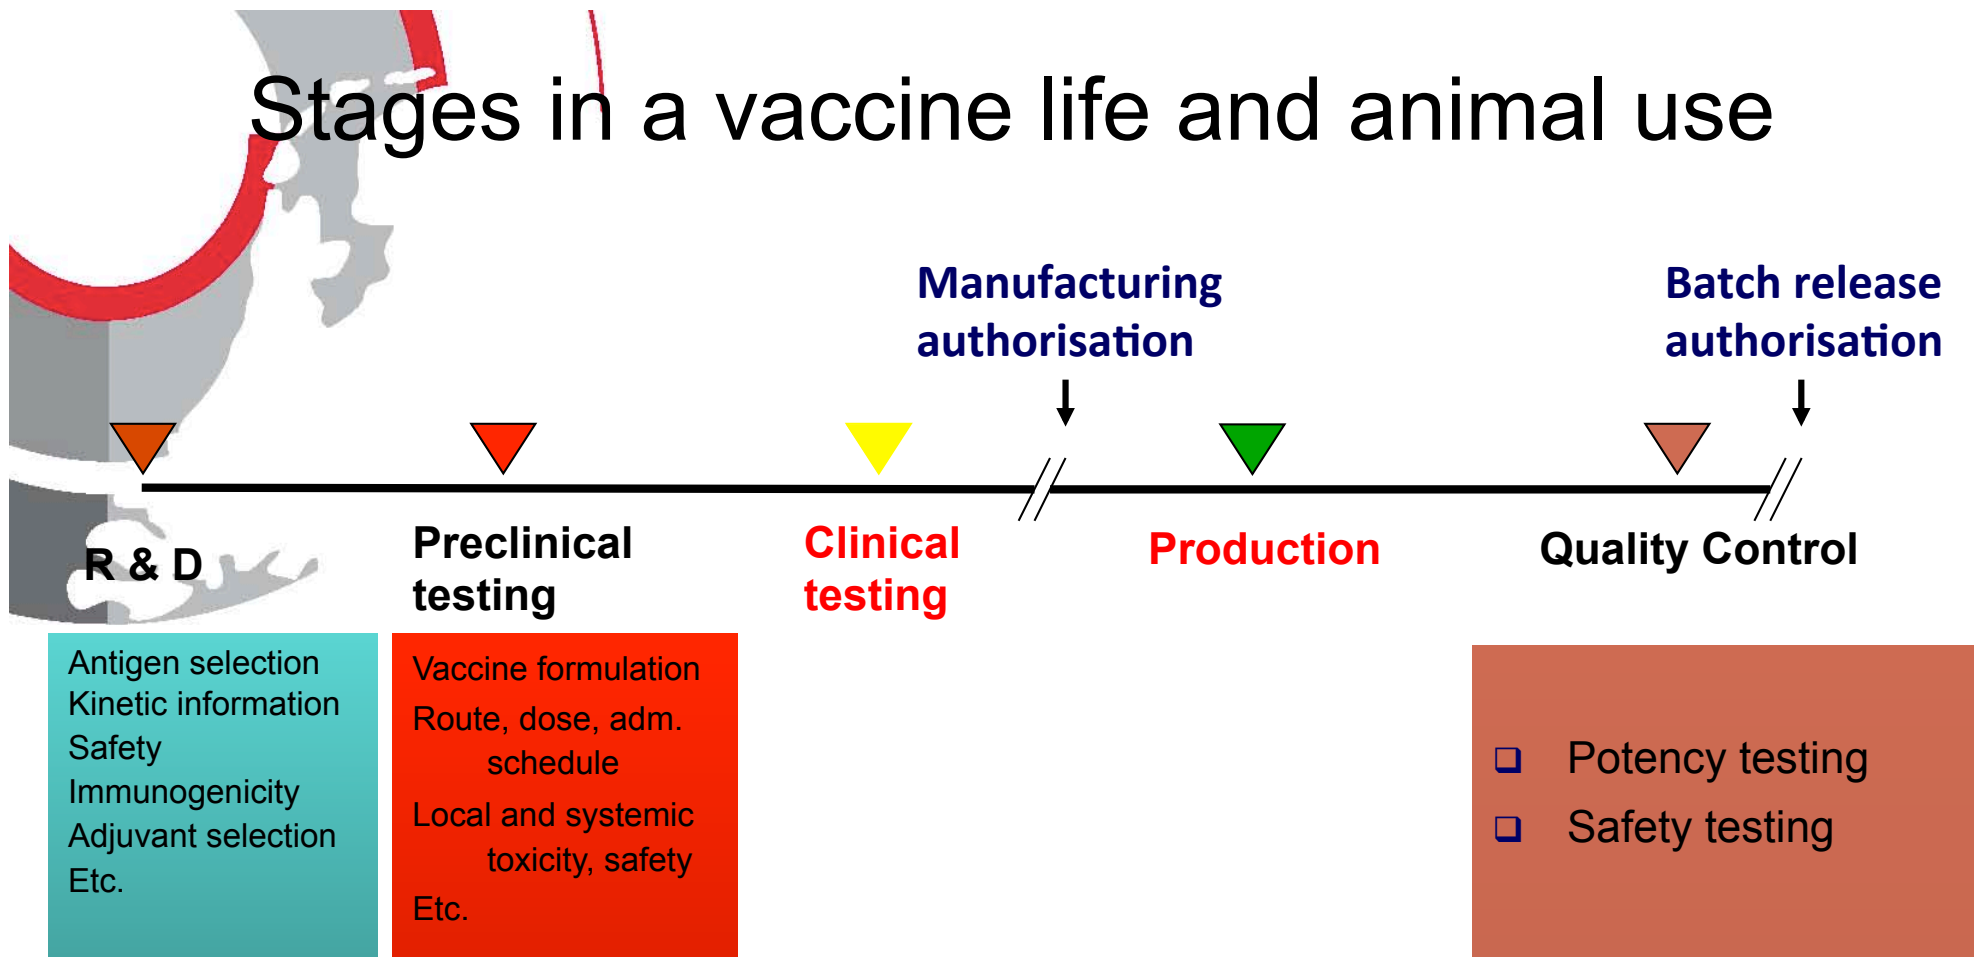 Stages in a vaccine life and animal use
Manufacturing
authorisation
Batch release
authorisation
R & D
Preclinical
testing
Clinical
testing
Production
Quality Control
Antigen selection
Kinetic information
Safety
Immunogenicity
Adjuvant selection
Etc.
Vaccine formulation
Route, dose, adm.
schedule
Local and systemic
toxicity, safety
Etc.
❑ Potency testing
❑ Safety testing